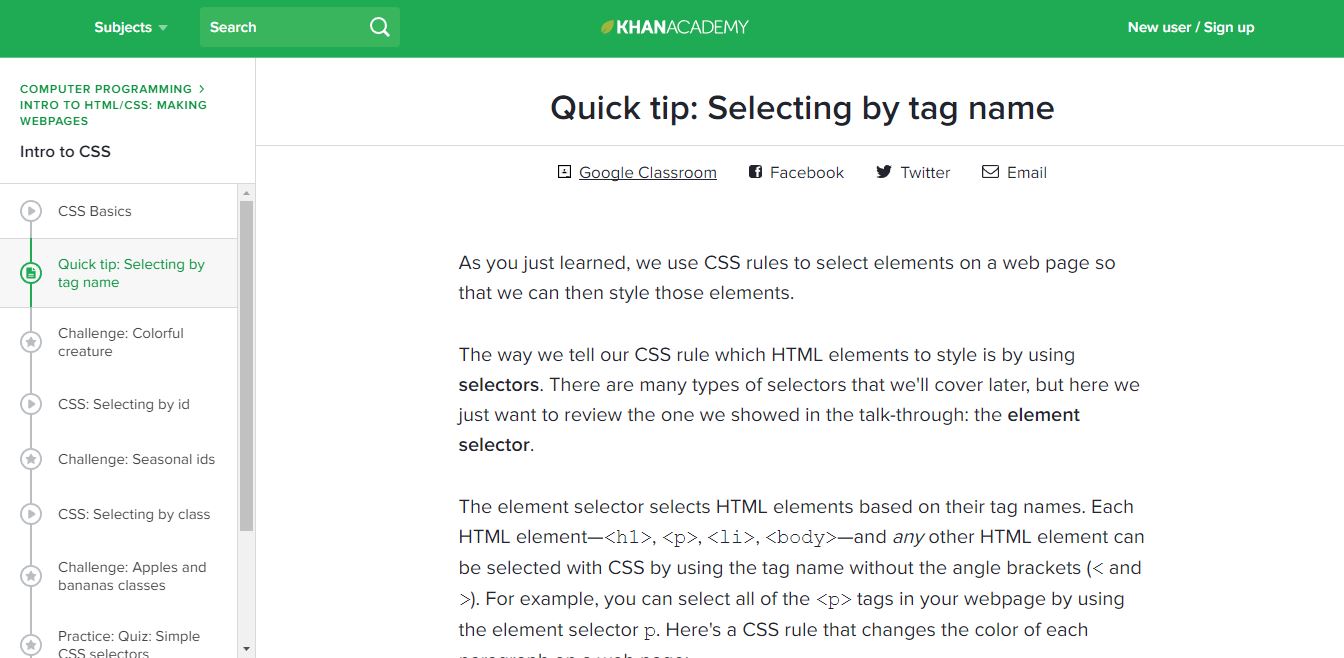 Subjects
Search
KHANACADEMY
New user / Sign up
COMPUTER PROGRAMMING >
INTRO TO HTML/CSS: MAKING
WEBPAGES
Intro to CSS
CSS Basics
Quick tip: Selecting by
tag name
Challenge: Colorful
creature
CSS: Selecting by id
Challenge: Seasonal ids
CSS: Selecting by class
Challenge: Apples and
bananas classes
Practice: Quiz: Simple
CSS selectors
Quick tip: Selecting by tag name
Google Classroom
Facebook
Twitter
Email
As you just learned, we use CSS rules to select elements on a web page so
that we can then style those elements.
The way we tell our CSS rule which HTML elements to style is by using
selectors. There are many types of selectors that we'll cover later, but here we
just want to review the one we showed in the talk-through: the element
selector.
The element selector selects HTML elements based on their tag names. Each
HTML element—<h1>, <p>, <li>, <body>—and any other HTML element can
be selected with CSS by using the tag name without the angle brackets (< and
>). For example, you can select all of the <p> tags in your webpage by using
the element selector p. Here's a CSS rule that changes the color of each
paragraph on a web page: